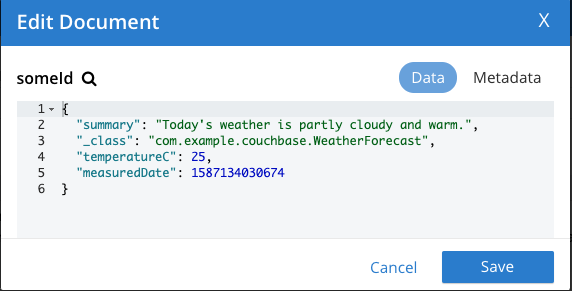 Edit Document X
someId Data Metadata
1 {
2 "summary": "Today's weather is partly cloudy and warm.",
3 "_class": "com.example.couchbase.WeatherForecast",
4 "temperatureC": 25,
5 "measuredDate": 1587134030674
6 }
Cancel Save